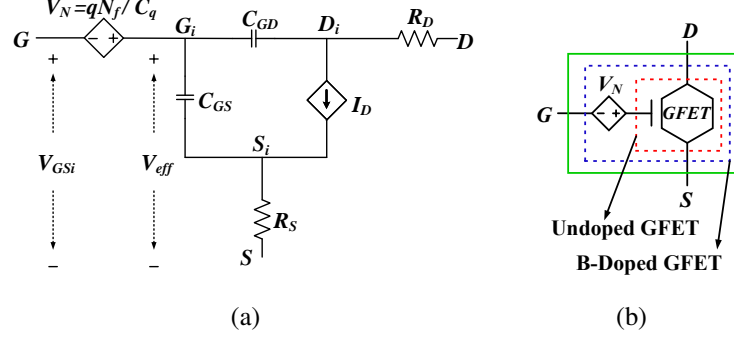 V_N=qN_f/ C_q
G
G_i
C_GD
D_i
R_D
D
+
+
C_GS
I_D
V_GSi
V_eff
S_i
R_S
S
−
−
(a)
D
V_N
G
GFET
S
Undoped GFET
B-Doped GFET
(b)